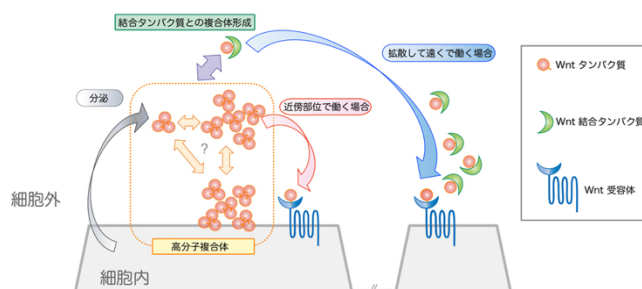 結合タンパク質との複合体形成
拡散して遠くで働く場合
分泌
近傍部位で働く場合
?
細胞外
高分子複合体
細胞内
Wnt タンパク質
Wnt 結合タンパク質
Wnt 受容体